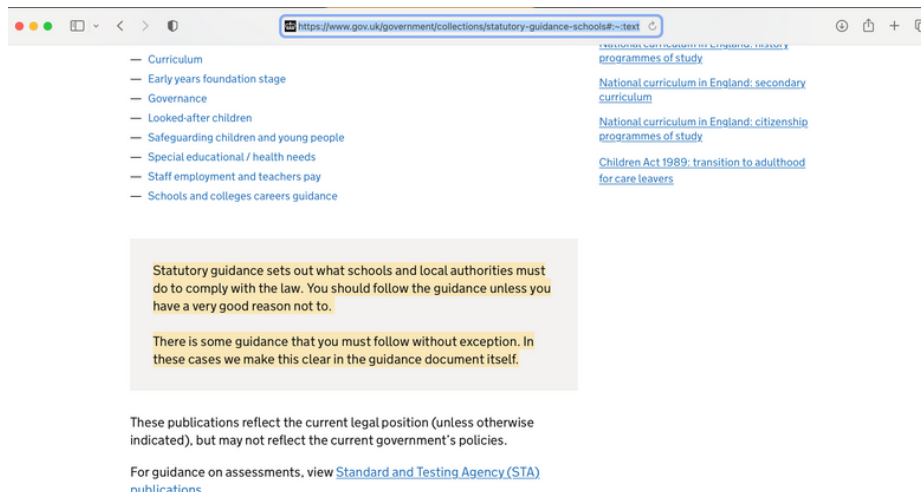 https://www.gov.uk/government/collections/statutory-guidance-schools#:~:text
— Curriculum
— Early years foundation stage
— Governance
— Looked-after children
— Safeguarding children and young people
— Special educational / health needs
— Staff employment and teachers pay
— Schools and colleges careers guidance
National curriculum in England: history
programmes of study
National curriculum in England: secondary
curriculum
National curriculum in England: citizenship
programmes of study
Children Act 1989: transition to adulthood
for care leavers
Statutory guidance sets out what schools and local authorities must
do to comply with the law. You should follow the guidance unless you
have a very good reason not to.
There is some guidance that you must follow without exception. In
these cases we make this clear in the guidance document itself.
These publications reflect the current legal position (unless otherwise
indicated), but may not reflect the current government's policies.
For guidance on assessments, view Standard and Testing Agency (STA)
publications